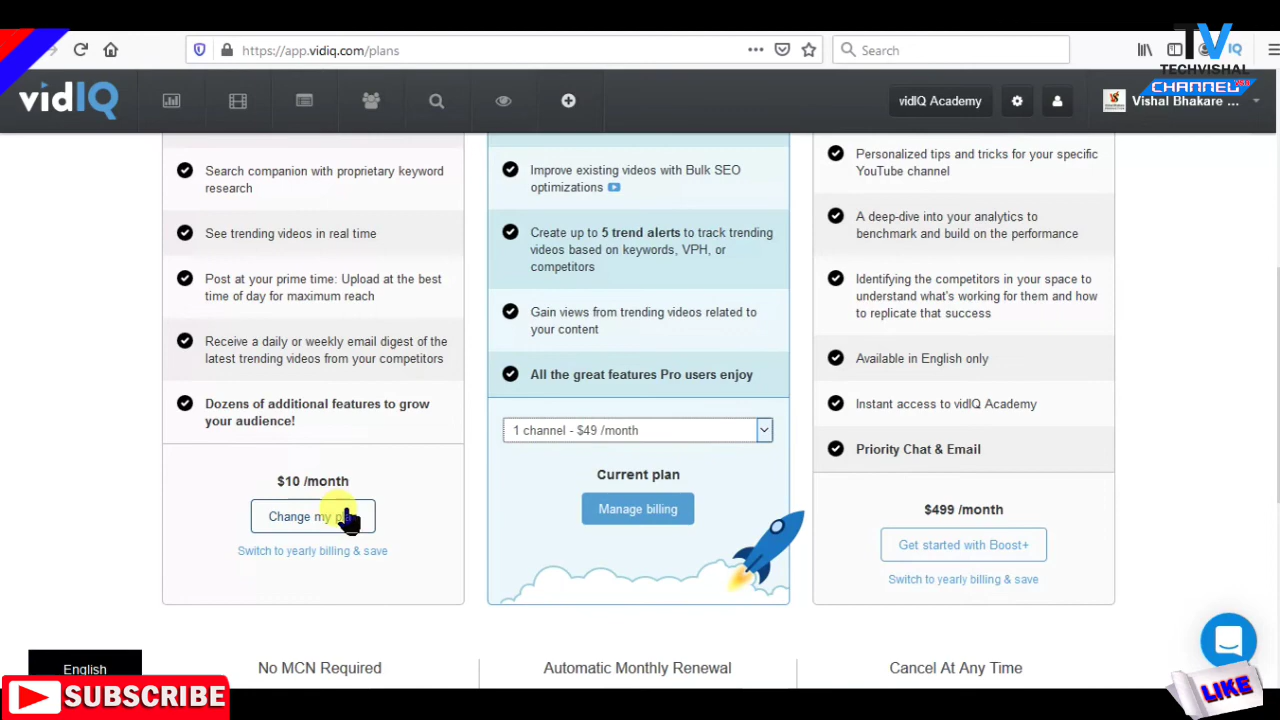 https://app.vidiq.com/plans
Search
TV
TECHVISHAL
CHANNEL
vidIQ
vidIQ Academy
Vishal Bhakare ...
Search companion with proprietary keyword
research
See trending videos in real time
Post at your prime time: Upload at the best
time of day for maximum reach
Receive a daily or weekly email digest of the
latest trending videos from your competitors
Dozens of additional features to grow
your audience!
$10 /month
Change my
Switch to yearly billing & save
Improve existing videos with Bulk SEO
optimizations
Create up to 5 trend alerts to track trending
videos based on keywords, VPH, or
competitors
Gain views from trending videos related to
your content
All the great features Pro users enjoy
1 channel - $49 /month
Current plan
Manage billing
Personalized tips and tricks for your specific
YouTube channel
A deep-dive into your analytics to
benchmark and build on the performance
Identifying the competitors in your space to
understand what's working for them and how
to replicate that success
Available in English only
Instant access to vidIQ Academy
Priority Chat & Email
$499 /month
Get started with Boost+
Switch to yearly billing & save
English
No MCN Required
Automatic Monthly Renewal
Cancel At Any Time
SUBSCRIBE
LIKE